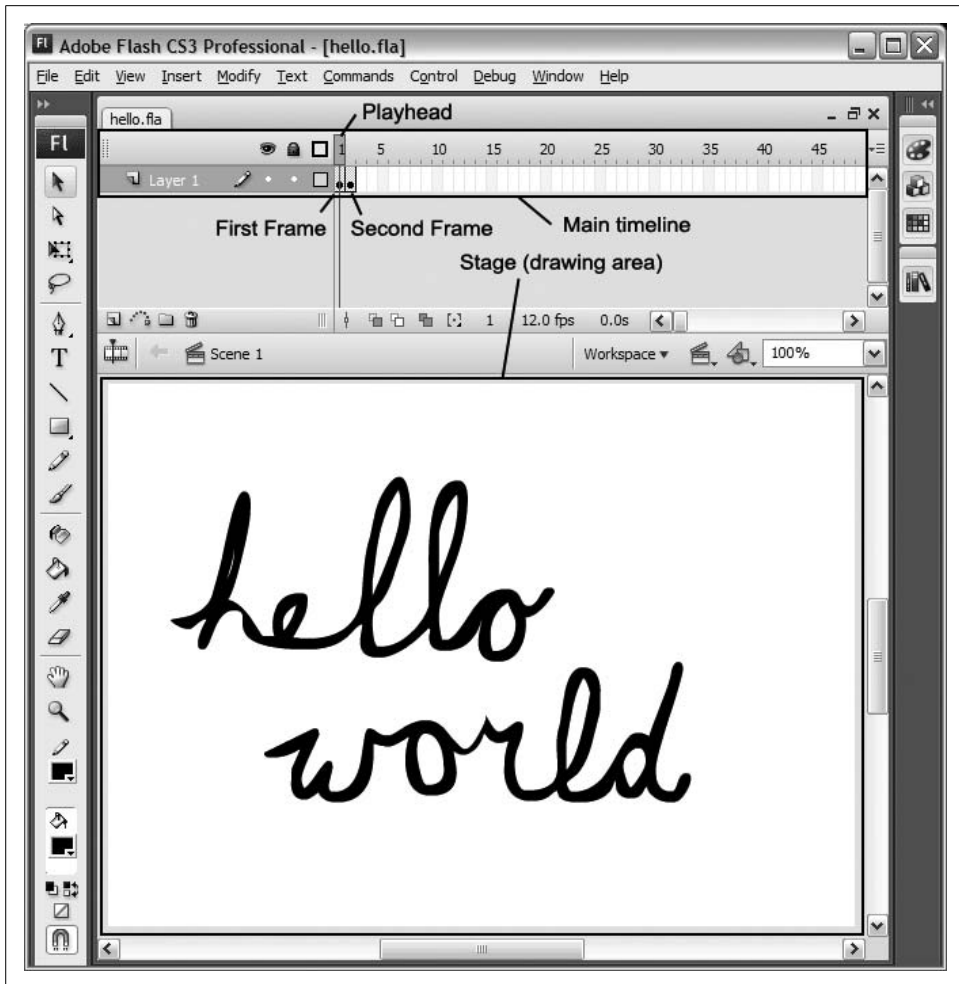 Fl Adobe Flash CS3 Professional - [hello.fla]
File Edit View Insert Modify Text Commands Control Debug Window Help
hello.fla
Playhead
Fl
1 5 10 15 20 25 30 35 40 45
Layer 1
First Frame Second Frame Main timeline
Stage (drawing area)
1 12.0 fps 0.0s
Scene 1 Workspace 100%
T
hello
world